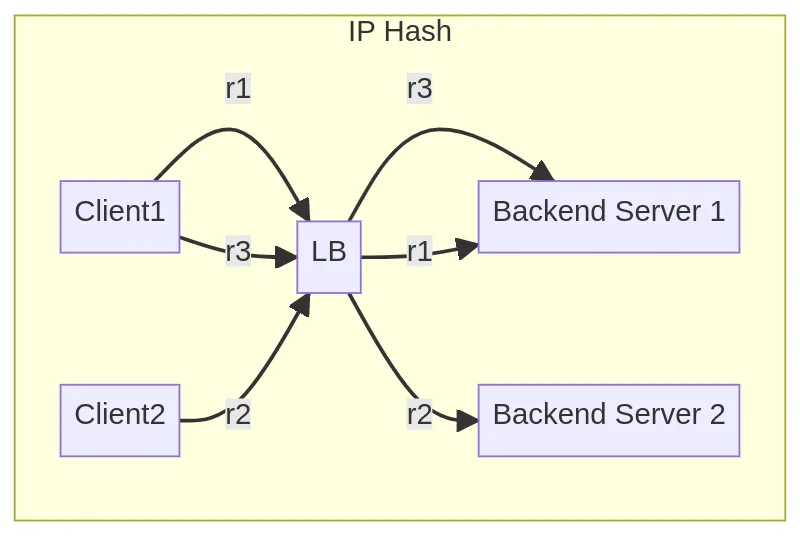 IP Hash
r1
r3
Client1
Backend Server 1
r3
LB
r1
Client2
r2
r2
Backend Server 2